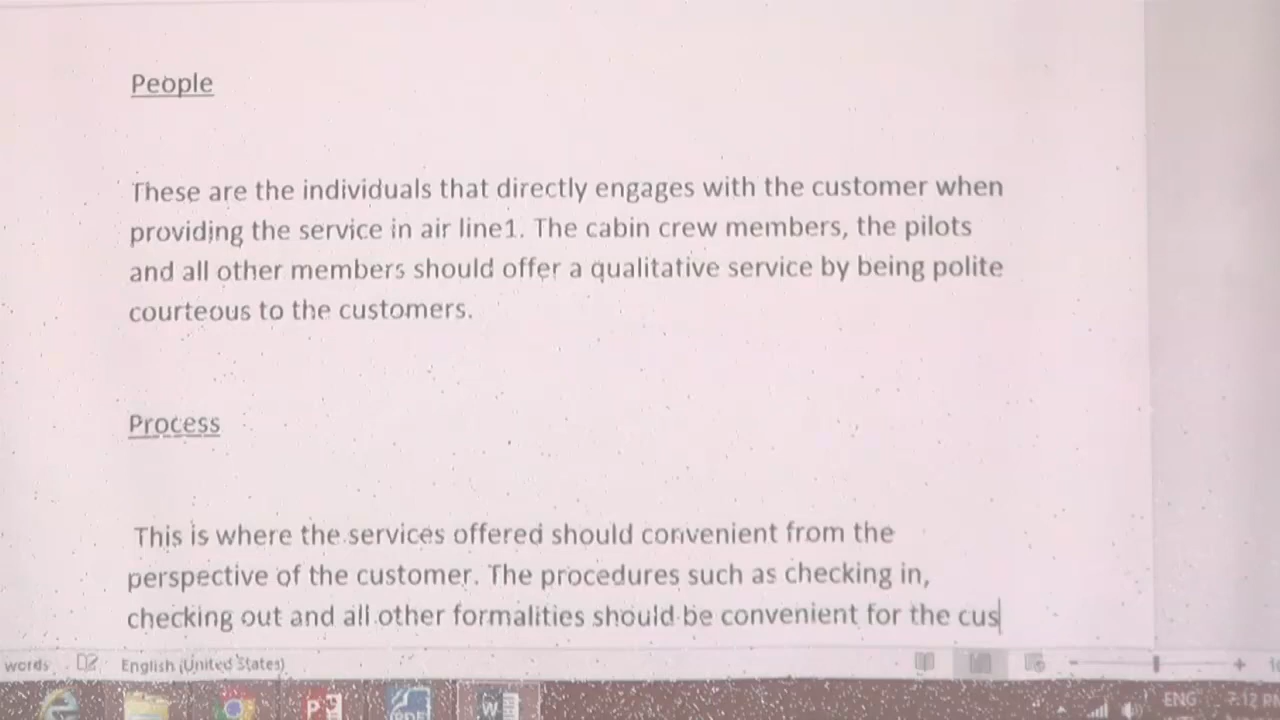 People
These are the individuals that directly engages with the customer when
providing the service in air line1. The cabin crew members, the pilots
and all other members should offer a qualitative service by being polite
courteous to the customers.
Process
This is where the services offered should convenient from the
perspective of the customer. The procedures such as checking in,
checking out and all other formalities should be convenient for the cus
words English (United States)
ENG 7:12